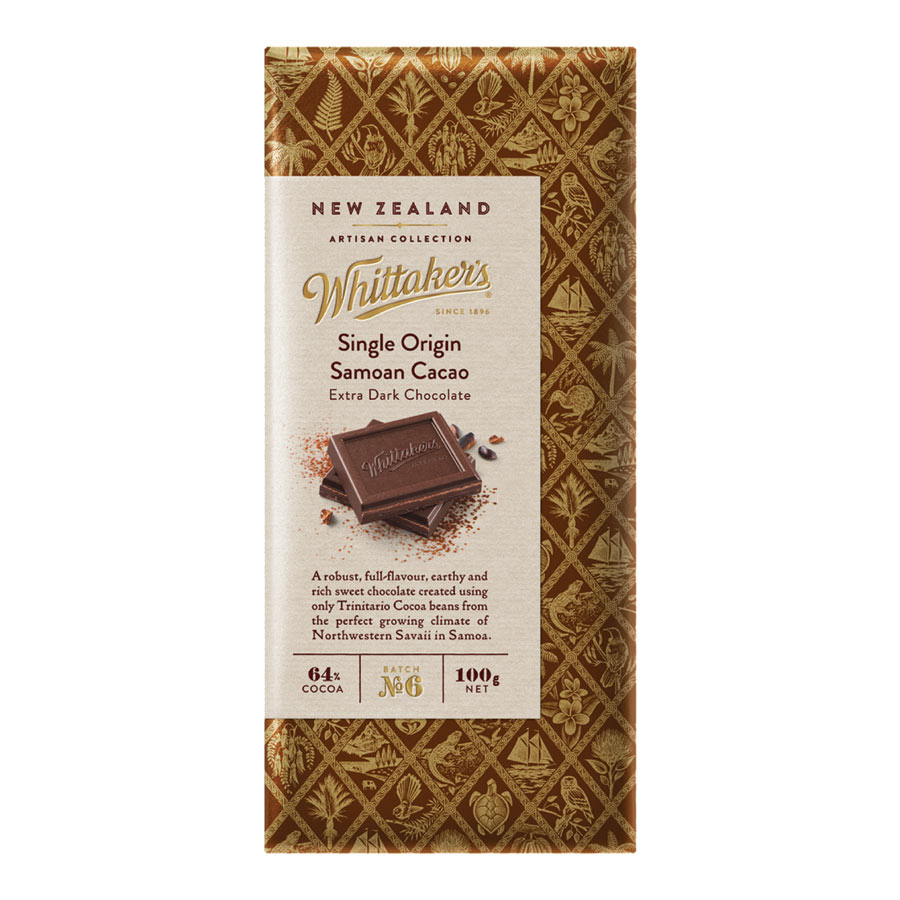 NEW ZEALAND
ARTISAN COLLECTION
Whittaker's®
SINCE 1896
Single Origin
Samoan Cacao
Extra Dark Chocolate
Whittaker's
A robust, full-flavour, earthy and
rich sweet chocolate created using
only Trinitario Cocoa beans from
the perfect growing climate of
Northwestern Savaii in Samoa.
64%
COCOA
BATCH
№6
100g
NET